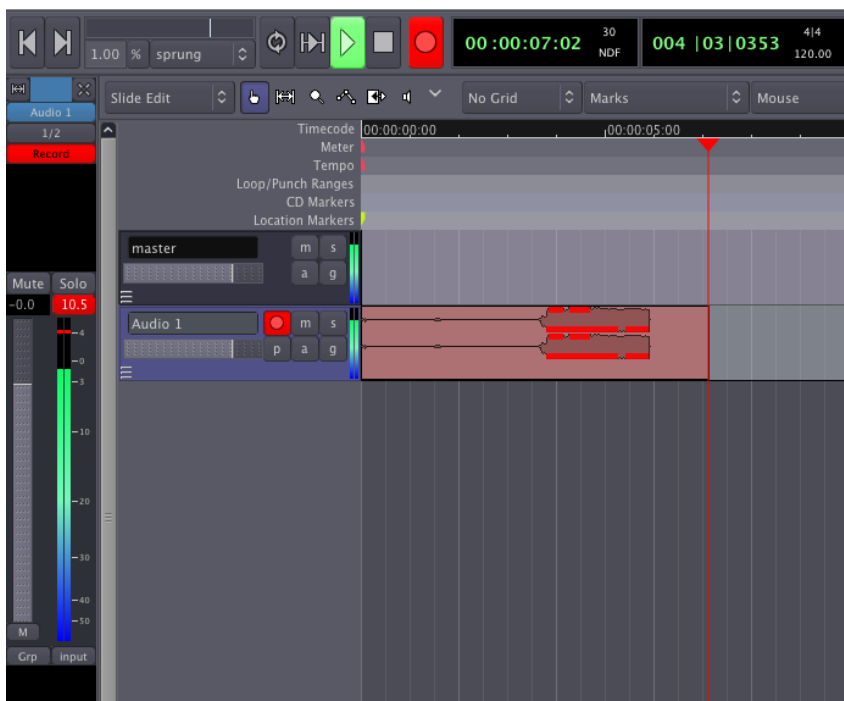 1.00 % sprung
00:00:07:02 30 NDF
004 |03|0353 4|4 120.00
Slide Edit No Grid Marks Mouse
Audio 1
1/2
Record
Timecode 00:00:00:00 00:00:05:00
Meter
Tempo
Loop/Punch Ranges
CD Markers
Location Markers
master m s
a g
Mute Solo
-0.0 10.5
Audio 1 m s
p a g
-4
-0
-3
-10
-20
-30
-40
-50
M
Grp input